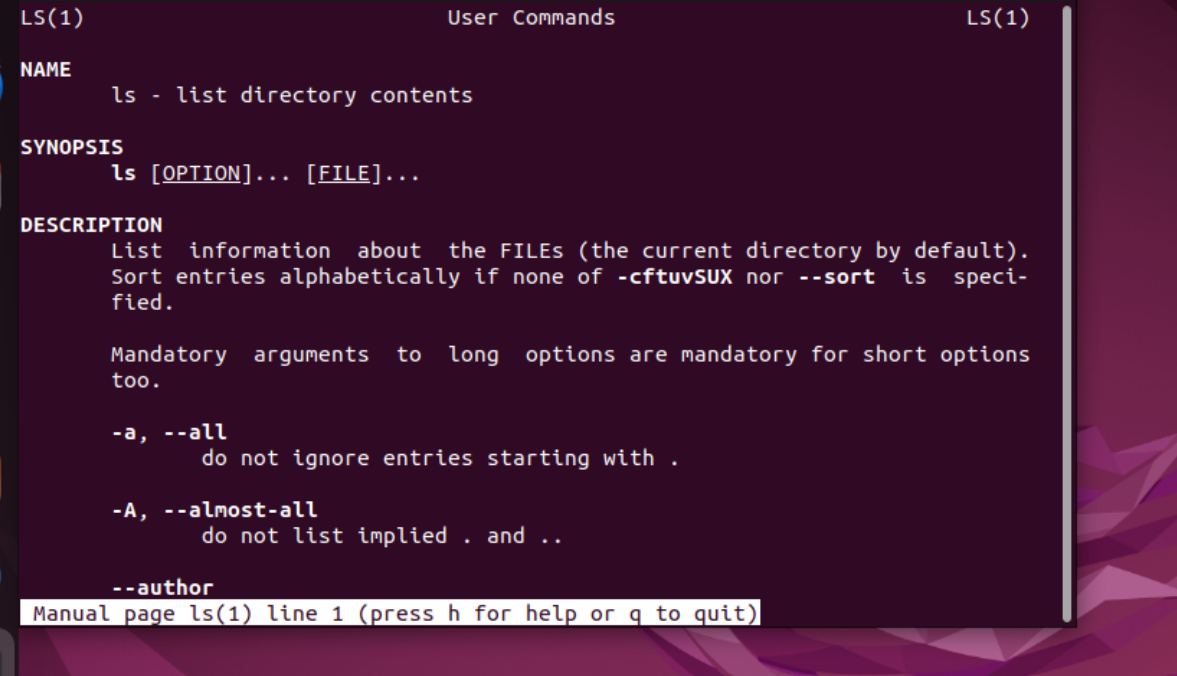 LS(1) User Commands LS(1)
NAME
ls - list directory contents
SYNOPSIS
ls [OPTION]... [FILE]...
DESCRIPTION
List information about the FILEs (the current directory by default).
Sort entries alphabetically if none of -cftuvSUX nor --sort is speci-
fied.
Mandatory arguments to long options are mandatory for short options
too.
-a, --all
do not ignore entries starting with .
-A, --almost-all
do not list implied . and ..
--author
Manual page ls(1) line 1 (press h for help or q to quit)